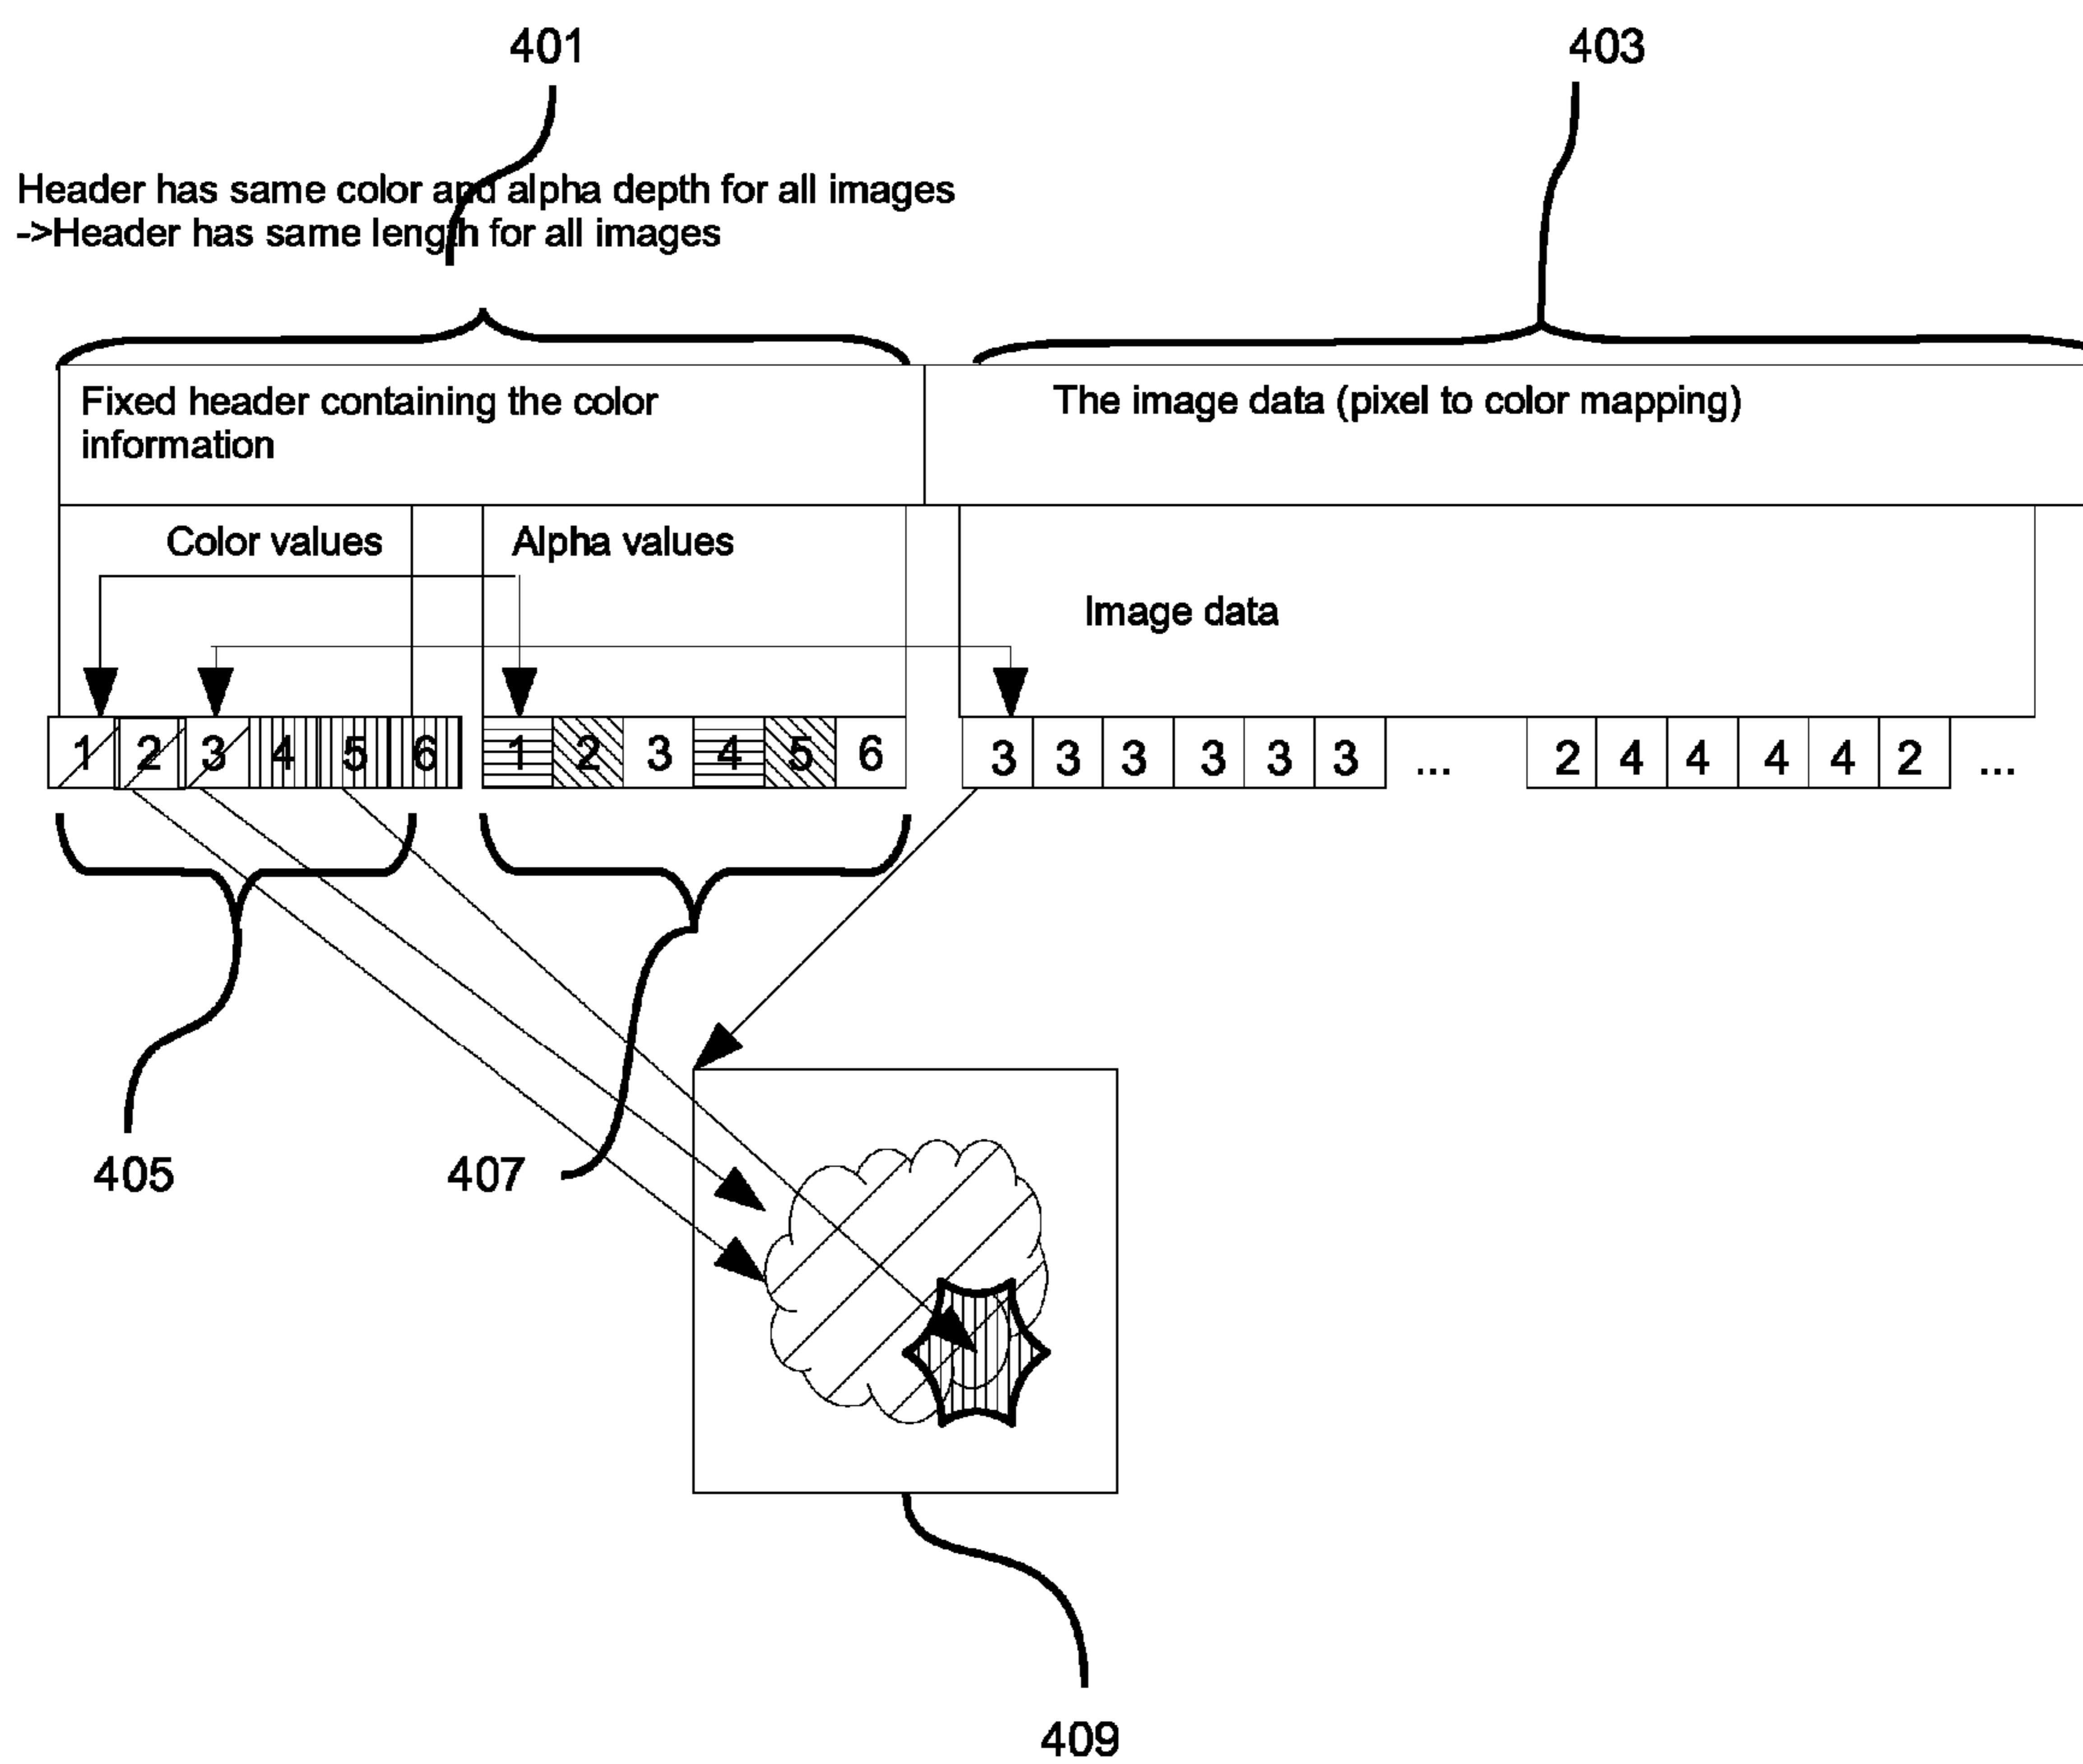 401
403
Header has same color and alpha depth for all images
->Header has same length for all images
Fixed header containing the color
information
The image data (pixel to color mapping)
Color values
Alpha values
Image data
1 2 3 4 5 6 1 2 3 4 5 6 3 3 3 3 3 3 ... 2 4 4 4 4 2 ...
405
407
409